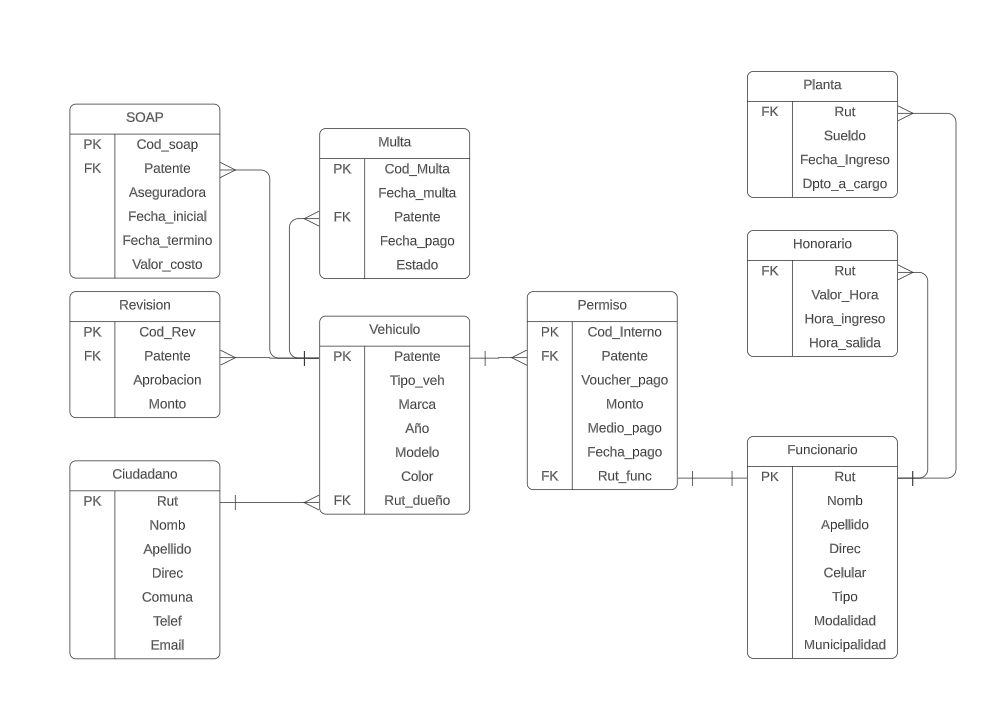 SOAP
PK Cod_soap
FK Patente
Aseguradora
Fecha_inicial
Fecha_termino
Valor_costo
Multa
PK Cod_Multa
Fecha_multa
FK Patente
Fecha_pago
Estado
Planta
FK Rut
Sueldo
Fecha_Ingreso
Dpto_a_cargo
Honorario
FK Rut
Valor_Hora
Hora_ingreso
Hora_salida
Revision
PK Cod_Rev
FK Patente
Aprobacion
Monto
Vehiculo
PK Patente
Tipo_veh
Marca
Año
Modelo
Color
FK Rut_dueño
Permiso
PK Cod_Interno
FK Patente
Voucher_pago
Monto
Medio_pago
Fecha_pago
FK Rut_func
Ciudadano
PK Rut
Nomb
Apellido
Direc
Comuna
Telef
Email
Funcionario
PK Rut
Nomb
Apellido
Direc
Celular
Tipo
Modalidad
Municipalidad